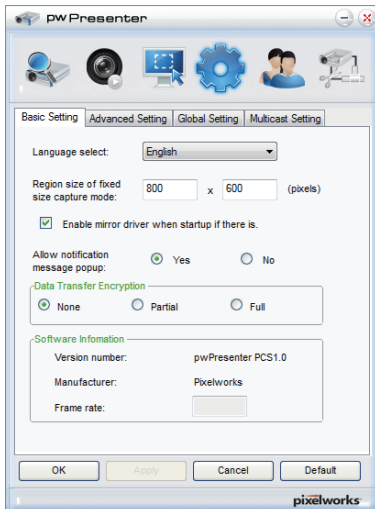 pwPresenter
Basic Setting Advanced Setting Global Setting Multicast Setting
Language select: English
Region size of fixed size capture mode: 800 x 600 (pixels)
Enable mirror driver when startup if there is.
Allow notification message popup: Yes No
Data Transfer Encryption
None Partial Full
Software Infomation
Version number: pwPresenter PCS1.0
Manufacturer: Pixelworks
Frame rate:
OK Apply Cancel Default
pixelworks